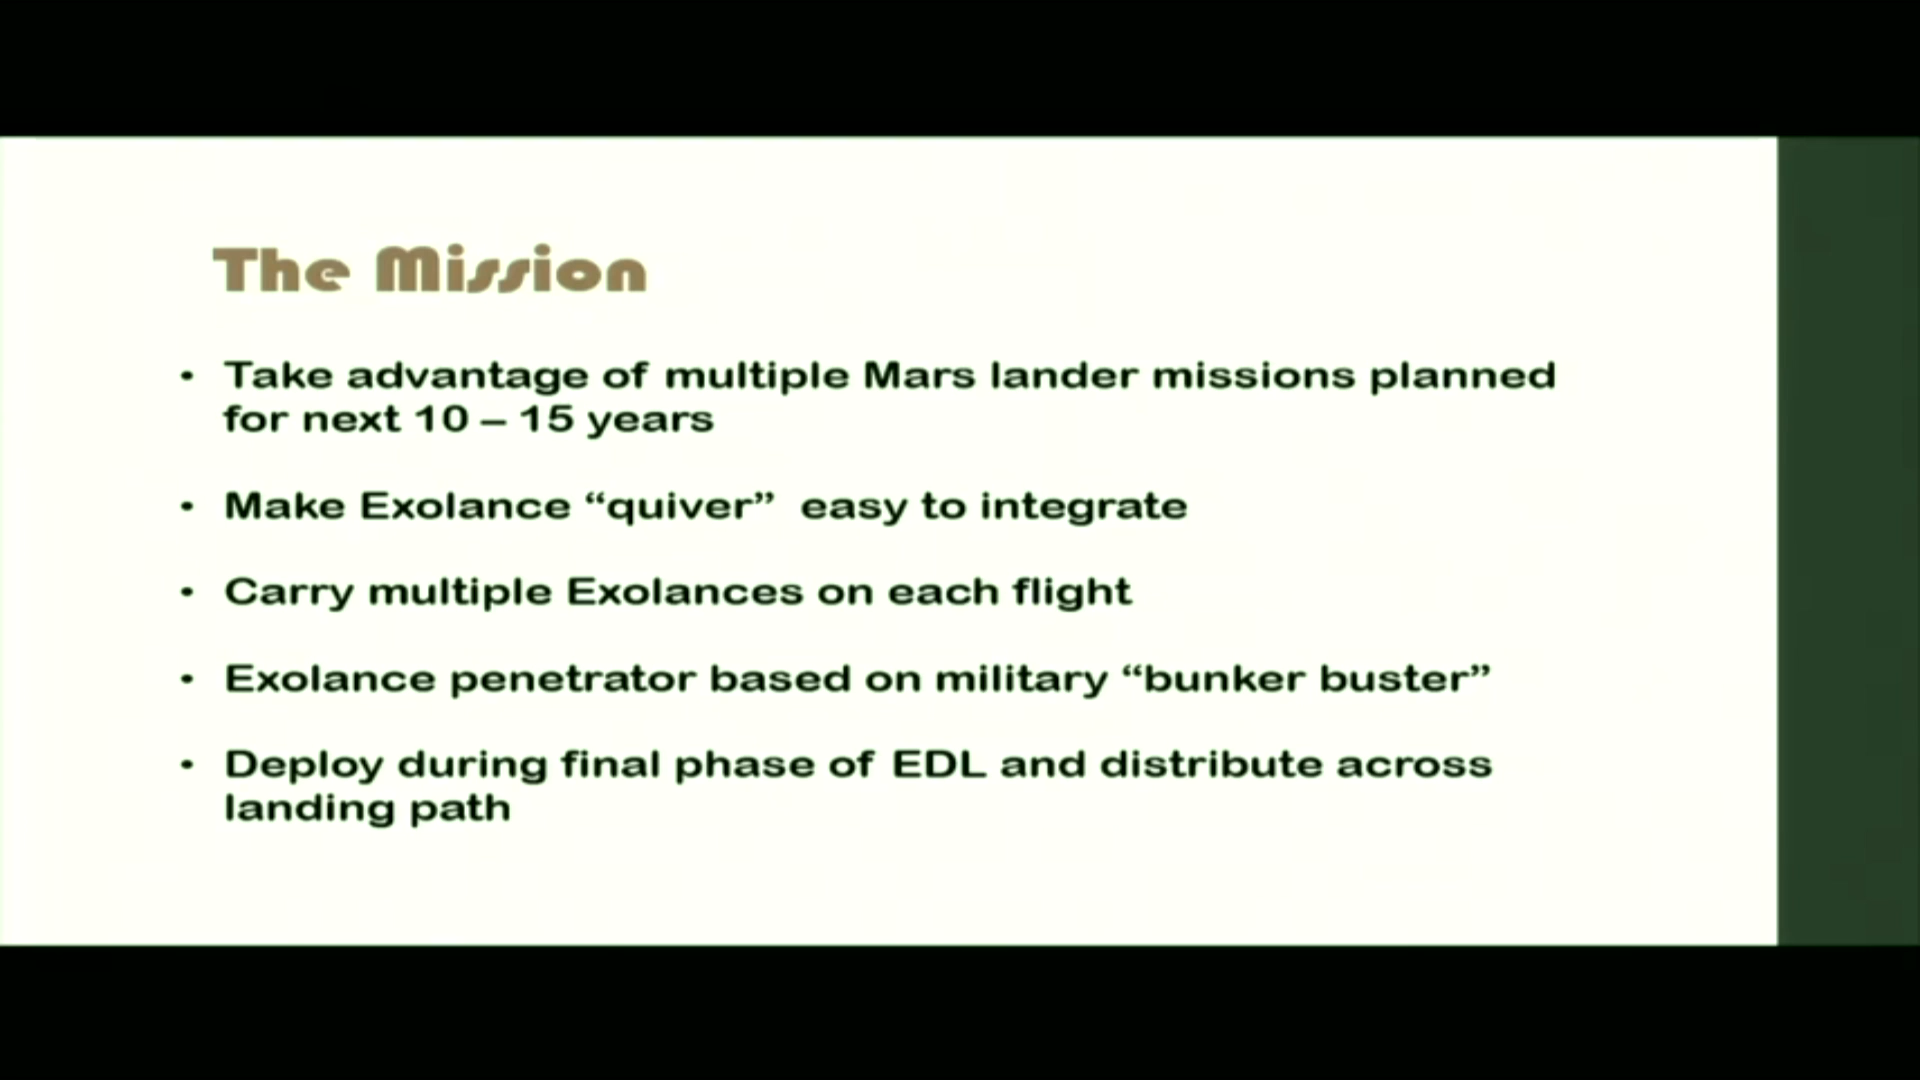 The Mission
• Take advantage of multiple Mars lander missions planned
for next 10 – 15 years
• Make Exolance “quiver” easy to integrate
• Carry multiple Exolances on each flight
• Exolance penetrator based on military “bunker buster”
• Deploy during final phase of EDL and distribute across
landing path